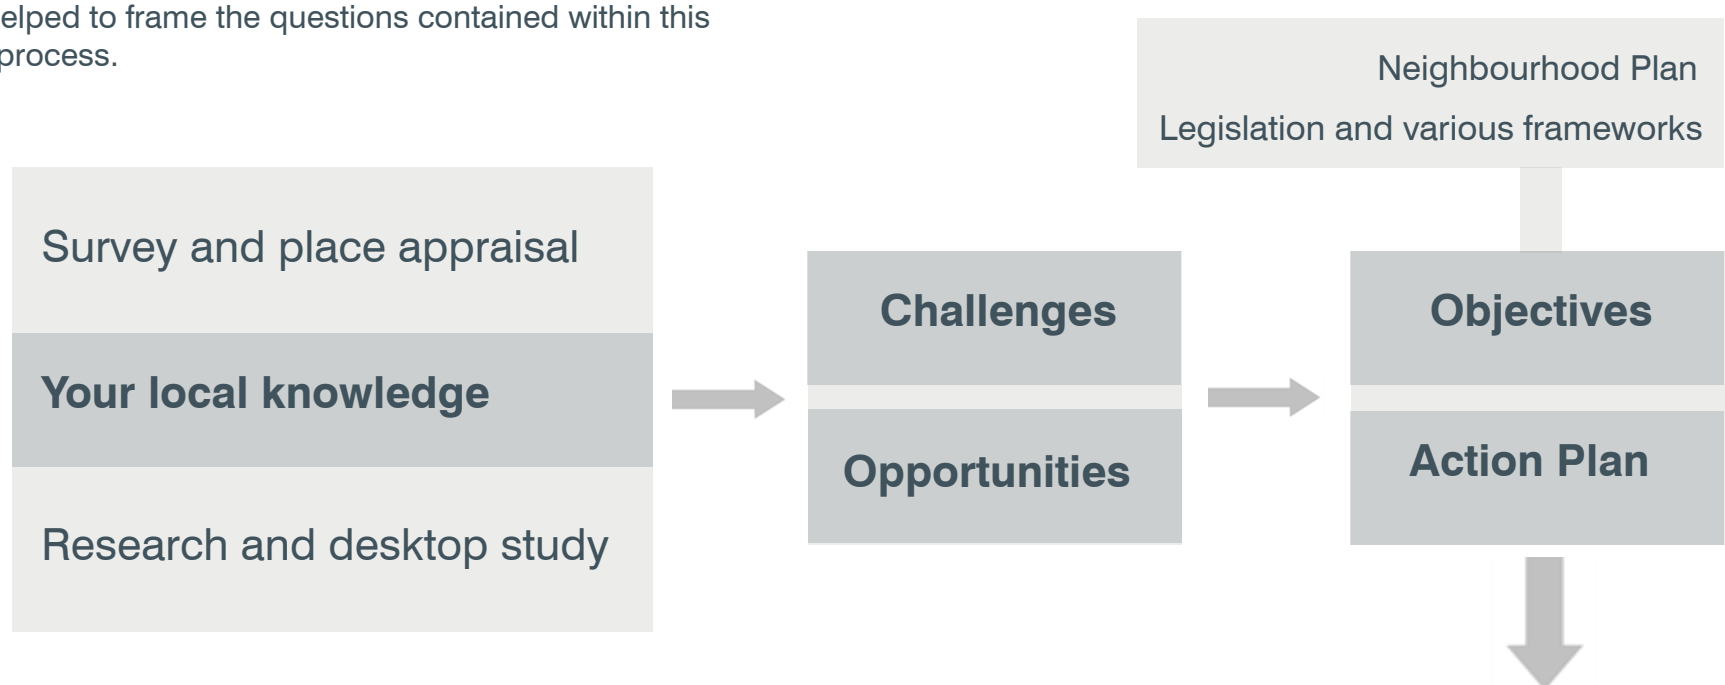 elped to frame the questions contained within this
process.
Neighbourhood Plan
Legislation and various frameworks
Survey and place appraisal
Your local knowledge
Research and desktop study
Challenges
Opportunities
Objectives
Action Plan